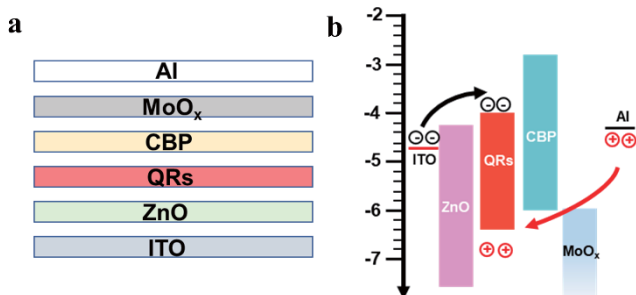 a
Al
MoOx
CBP
QRs
ZnO
ITO
b
-2
-3
-4
-5
-6
-7
ITO
ZnO
QRs
CBP
Al
MoOx